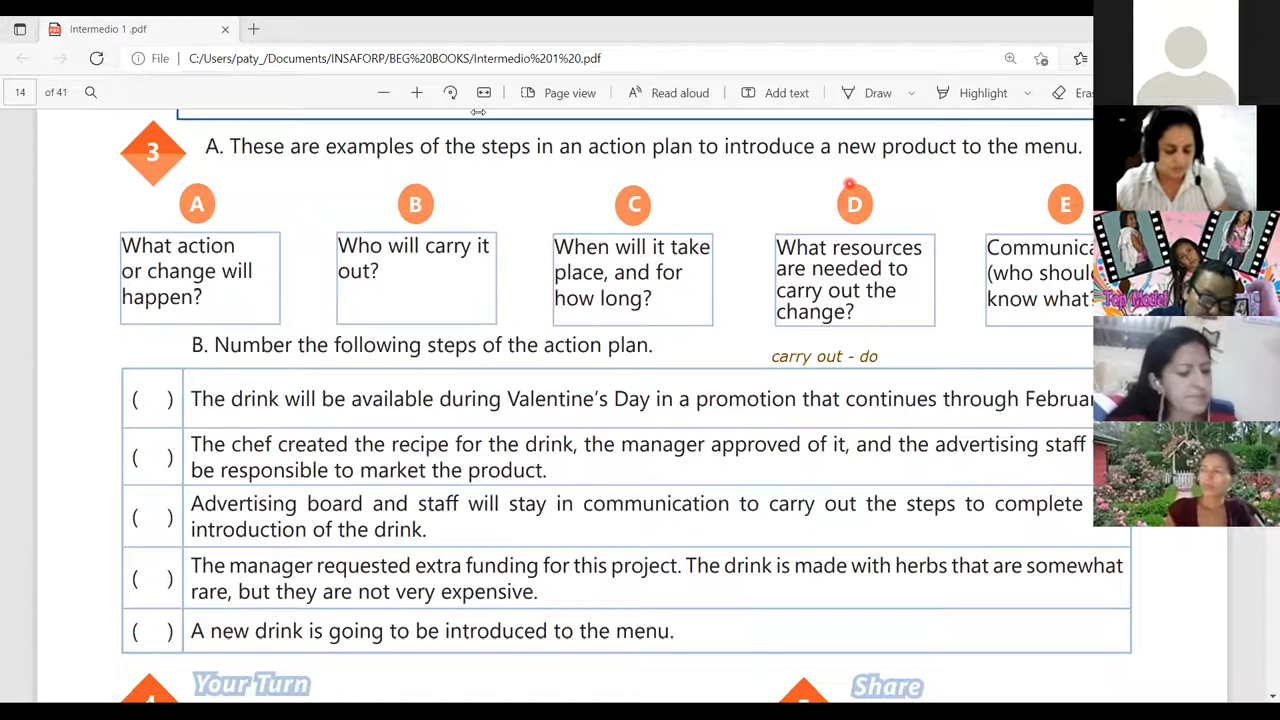 Intermedio 1 .pdf
File
C:/Users/paty_/Documents/INSAFORP/BEG%20BOOKS/Intermedio%201%20.pdf
14 of 41
Page view
Read aloud
Add text
Draw
Highlight
3
A. These are examples of the steps in an action plan to introduce a new product to the menu.
A
B
C
D
E
What action
or change will
happen?
Who will carry it
out?
When will it take
place, and for
how long?
What resources
are needed to
carry out the
change?
(who
know what?
B. Number the following steps of the action plan.
carry out - do
( ) The drink will be available during Valentine's Day in a promotion that continues through
( ) The chef created the recipe for the drink, the manager approved of it, and the advertising staff
be responsible to market the product.
( ) Advertising board and staff will stay in communication to carry out the steps to complete
introduction of the drink.
( ) The manager requested extra funding for this project. The drink is made with herbs that are somewhat
rare, but they are not very expensive.
( ) A new drink is going to be introduced to the menu.
4
Your Turn
Share
Top Model